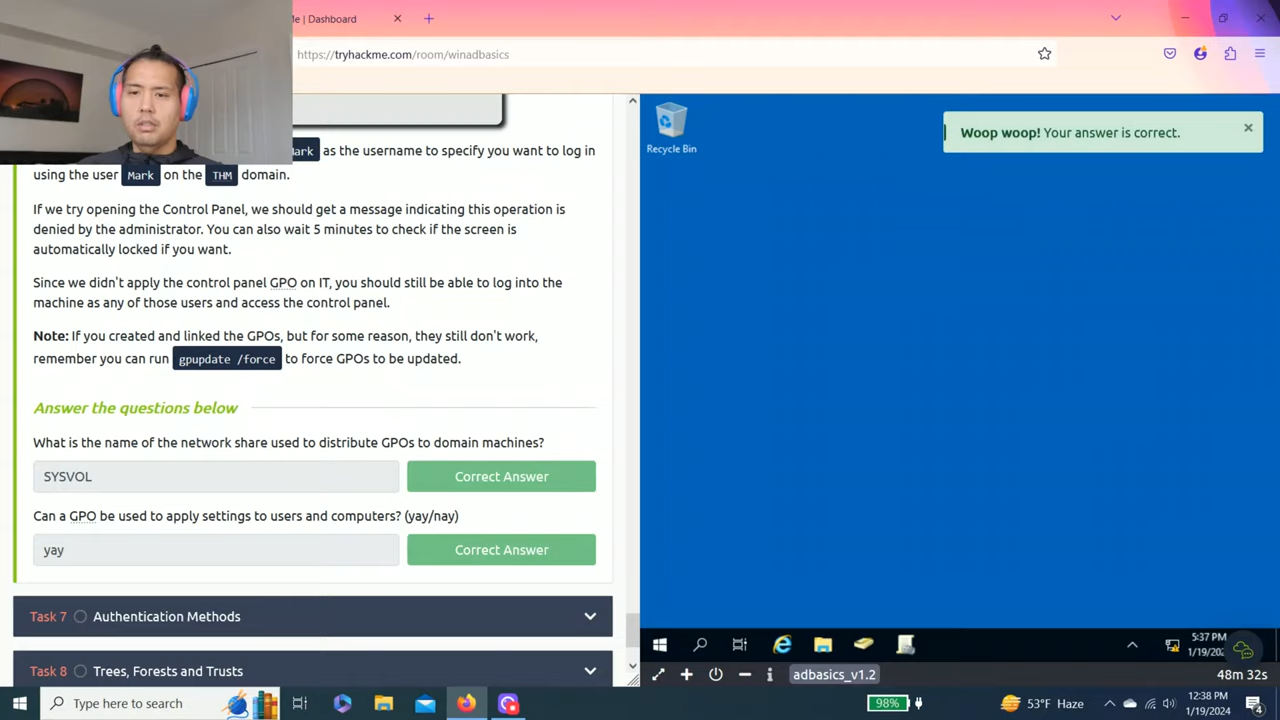 Me | Dashboard
https://tryhackme.com/room/winadbasics
Mark as the username to specify you want to log in
using the user Mark on the THM domain.
If we try opening the Control Panel, we should get a message indicating this operation is
denied by the administrator. You can also wait 5 minutes to check if the screen is
automatically locked if you want.
Since we didn't apply the control panel GPO on IT, you should still be able to log into the
machine as any of those users and access the control panel.
Note: If you created and linked the GPOs, but for some reason, they still don't work,
remember you can run gpupdate /force to force GPOs to be updated.
Answer the questions below
What is the name of the network share used to distribute GPOs to domain machines?
SYSVOL
Correct Answer
Can a GPO be used to apply settings to users and computers? (yay/nay)
yay
Correct Answer
Task 7 Authentication Methods
Task 8 Trees, Forests and Trusts
Recycle Bin
Woop woop! Your answer is correct.
5:37 PM
1/19/202
adbasics_v1.2
48m 32s
Type here to search
98%
53°F Haze
12:38 PM
1/19/2024
4